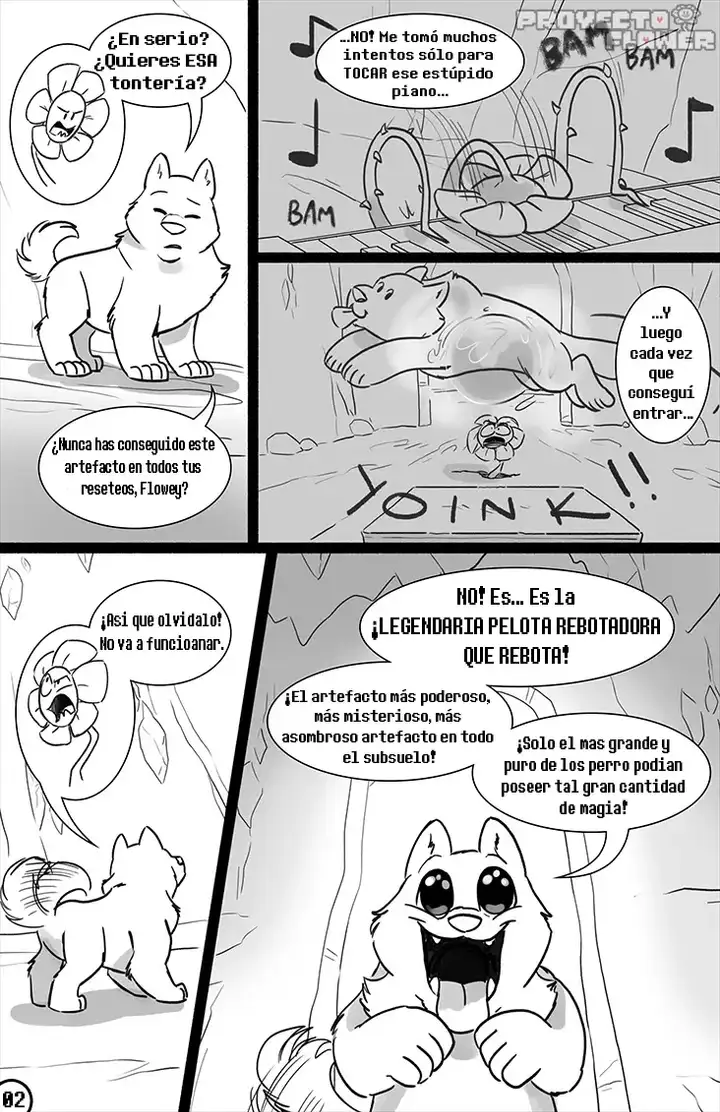 ¿En serio?
¿Quieres ESA
tontería?
¿Nunca has conseguido este
artefacto en todos tus
reseteos, Flowey?
PROYECTO
FLOWER
...NO! Me tomó muchos
intentos sólo para
TOCAR ese estúpido
piano...
BAM
BAM
BAM
...Y
luego
cada vez
que
conseguí
entrar...
YOINK!!
¡Asi que olvidalo!
No va a funcioanar.
NO! Es... Es la
¡LEGENDARIA PELOTA REBOTADORA
QUE REBOTA!
¡El artefacto más poderoso,
más misterioso, más
asombroso artefacto en todo
el subsuelo!
¡Solo el mas grande y
puro de los perro podian
poseer tal gran cantidad
de magia!
02